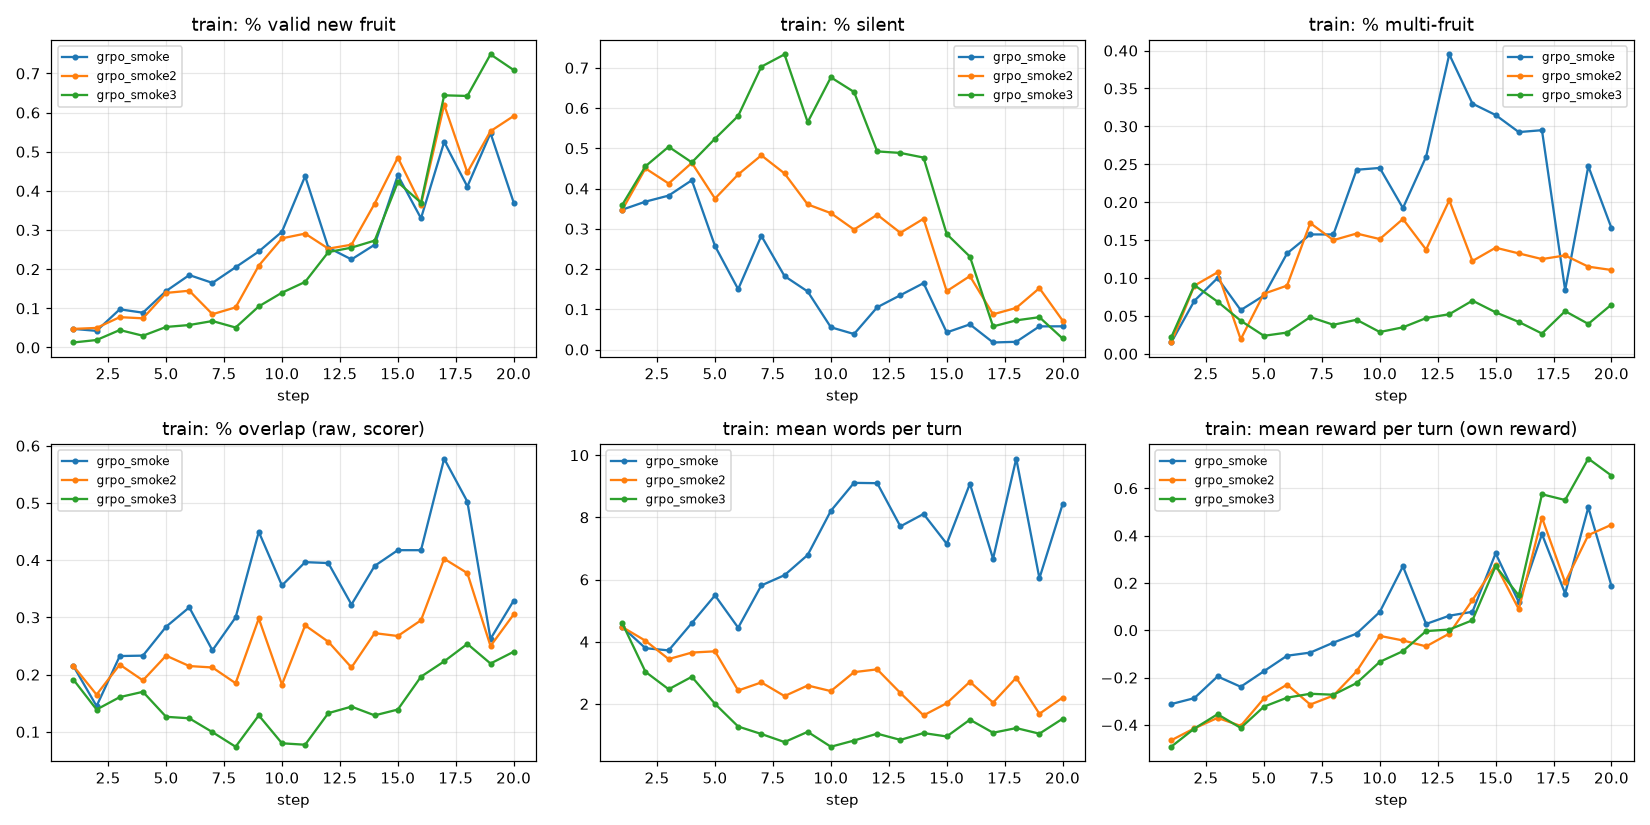 train: % valid new fruit
grpo_smoke
grpo_smoke2
grpo_smoke3
0.7
0.6
0.5
0.4
0.3
0.2
0.1
0.0
2.5 5.0 7.5 10.0 12.5 15.0 17.5 20.0
step
train: % silent
grpo_smoke
grpo_smoke2
grpo_smoke3
0.7
0.6
0.5
0.4
0.3
0.2
0.1
0.0
2.5 5.0 7.5 10.0 12.5 15.0 17.5 20.0
step
train: % multi-fruit
grpo_smoke
grpo_smoke2
grpo_smoke3
0.40
0.35
0.30
0.25
0.20
0.15
0.10
0.05
0.00
2.5 5.0 7.5 10.0 12.5 15.0 17.5 20.0
step
train: % overlap (raw, scorer)
grpo_smoke
grpo_smoke2
grpo_smoke3
0.6
0.5
0.4
0.3
0.2
0.1
2.5 5.0 7.5 10.0 12.5 15.0 17.5 20.0
step
train: mean words per turn
grpo_smoke
grpo_smoke2
grpo_smoke3
10
8
6
4
2
2.5 5.0 7.5 10.0 12.5 15.0 17.5 20.0
step
train: mean reward per turn (own reward)
grpo_smoke
grpo_smoke2
grpo_smoke3
0.6
0.4
0.2
0.0
−0.2
−0.4
2.5 5.0 7.5 10.0 12.5 15.0 17.5 20.0
step